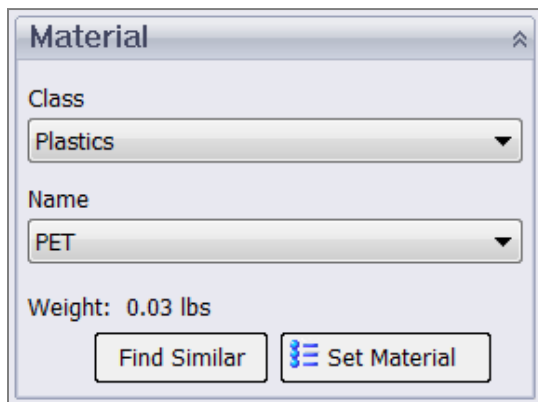 Material
Class
Plastics
Name
PET
Weight: 0.03 lbs
Find Similar Set Material